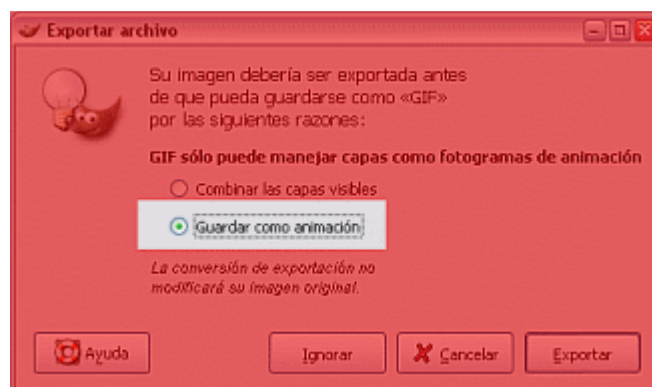 Exportar archivo
Su imagen debería ser exportada antes
de que pueda guardarse como «GIF»
por las siguientes razones:
GIF sólo puede manejar capas como fotogramas de animación
Combinar las capas visibles
Guardar como animación
La conversión de exportación no
modificará su imagen original.
Ayuda
Ignorar
Cancelar
Exportar